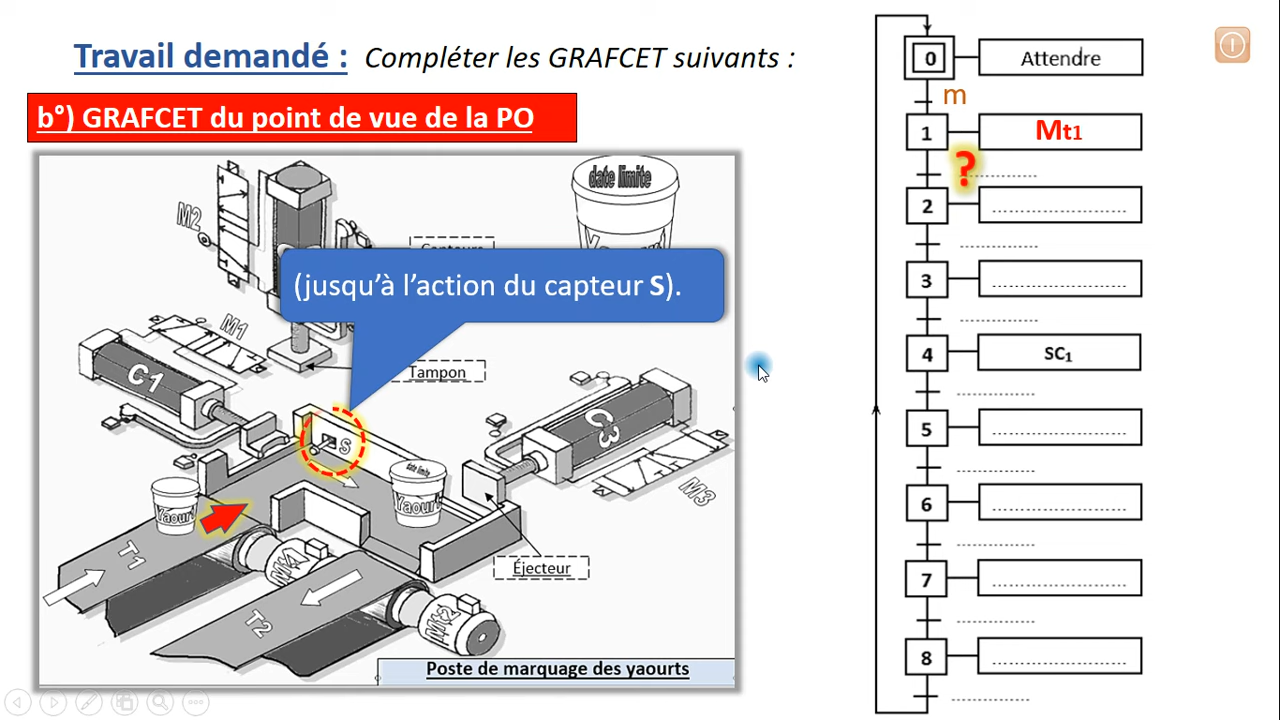 Travail demandé : Compléter les GRAFCET suivants :
b°) GRAFCET du point de vue de la PO
date limite
M2
(jusqu'à l'action du capteur S).
M1
C1
Tampon
C3
S
date limite
Yaourt
Yaourt
M3
T1
Mt1
Éjecteur
T2
Mt2
Poste de marquage des yaourts
0 Attendre
m
1 Mt1
? ..................
2 ..........................
..................
3 ..........................
..................
4 SC1
..................
5 ..........................
..................
6 ..........................
..................
7 ..........................
..................
8 ..........................
..................